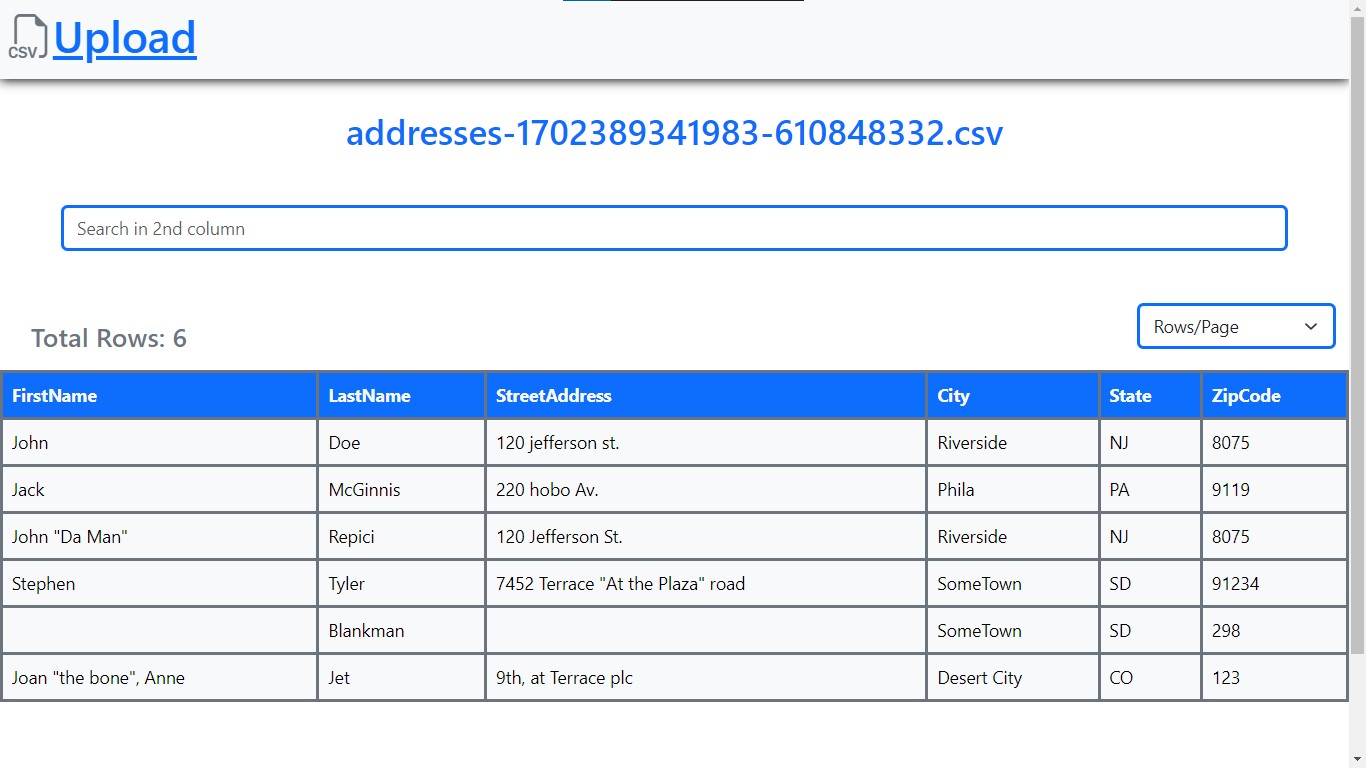 CSV Upload
addresses-1702389341983-610848332.csv
Search in 2nd column
Rows/Page
Total Rows: 6
FirstName LastName StreetAddress City State ZipCode
John Doe 120 jefferson st. Riverside NJ 8075
Jack McGinnis 220 hobo Av. Phila PA 9119
John "Da Man" Repici 120 Jefferson St. Riverside NJ 8075
Stephen Tyler 7452 Terrace "At the Plaza" road SomeTown SD 91234
Blankman SomeTown SD 298
Joan "the bone", Anne Jet 9th, at Terrace plc Desert City CO 123